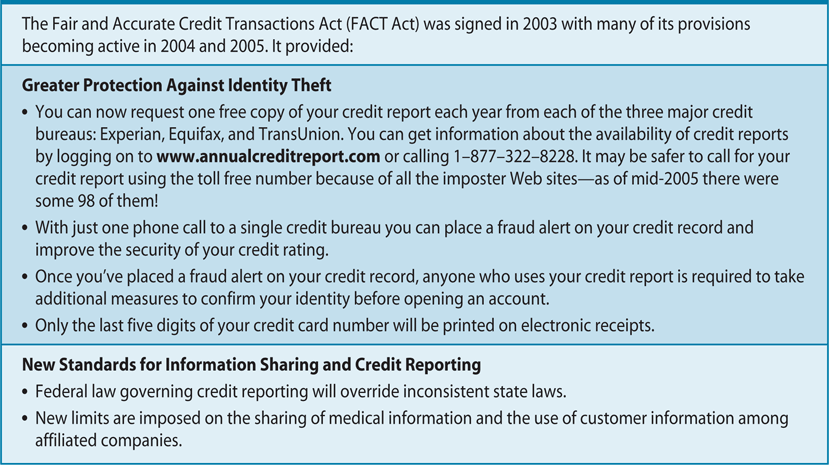 The Fair and Accurate Credit Transactions Act (FACT Act) was signed in 2003 with many of its provisions
becoming active in 2004 and 2005. It provided:
Greater Protection Against Identity Theft
• You can now request one free copy of your credit report each year from each of the three major credit
bureaus: Experian, Equifax, and TransUnion. You can get information about the availability of credit reports
by logging on to www.annualcreditreport.com or calling 1–877–322–8228. It may be safer to call for your
credit report using the toll free number because of all the imposter Web sites—as of mid-2005 there were
some 98 of them!
• With just one phone call to a single credit bureau you can place a fraud alert on your credit record and
improve the security of your credit rating.
• Once you’ve placed a fraud alert on your credit record, anyone who uses your credit report is required to take
additional measures to confirm your identity before opening an account.
• Only the last five digits of your credit card number will be printed on electronic receipts.
New Standards for Information Sharing and Credit Reporting
• Federal law governing credit reporting will override inconsistent state laws.
• New limits are imposed on the sharing of medical information and the use of customer information among
affiliated companies.